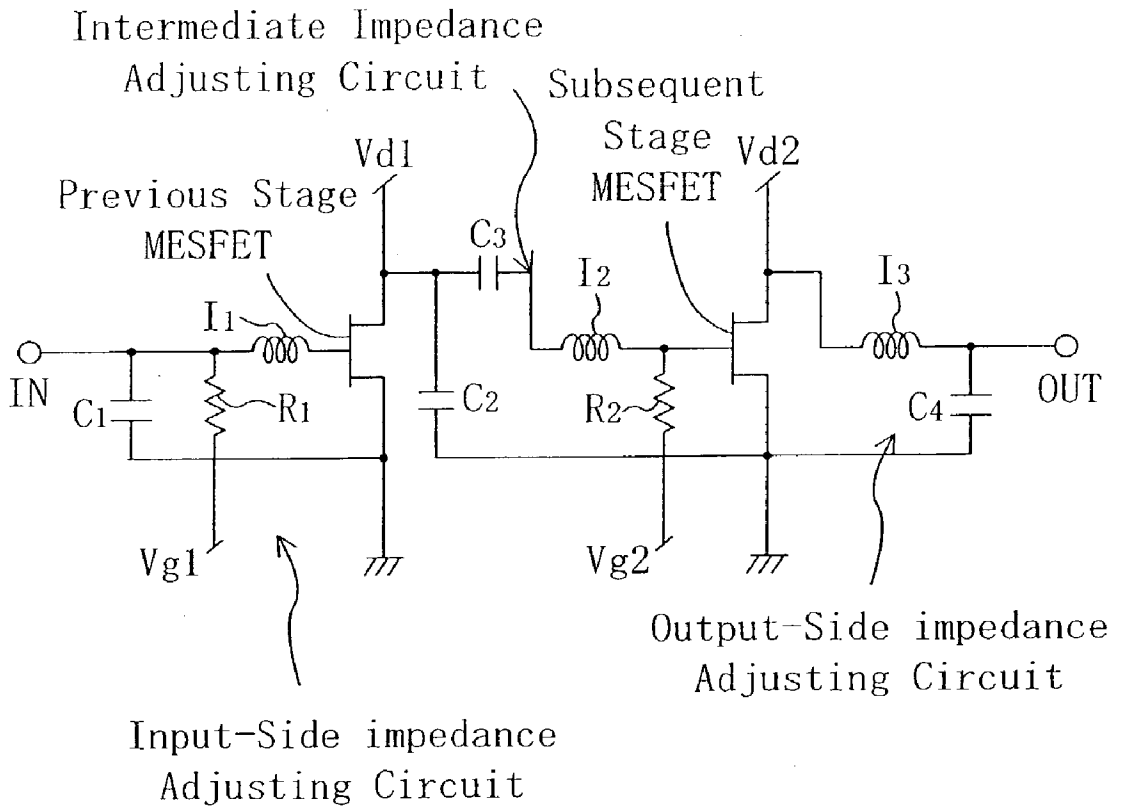 Intermediate Impedance
Adjusting Circuit
Subsequent
Stage
MESFET
Vd1
Vd2
Previous Stage
MESFET
C3
I2
I3
I1
IN
C1
R1
C2
R2
C4
OUT
Vg1
Vg2
Output-Side impedance
Adjusting Circuit
Input-Side impedance
Adjusting Circuit